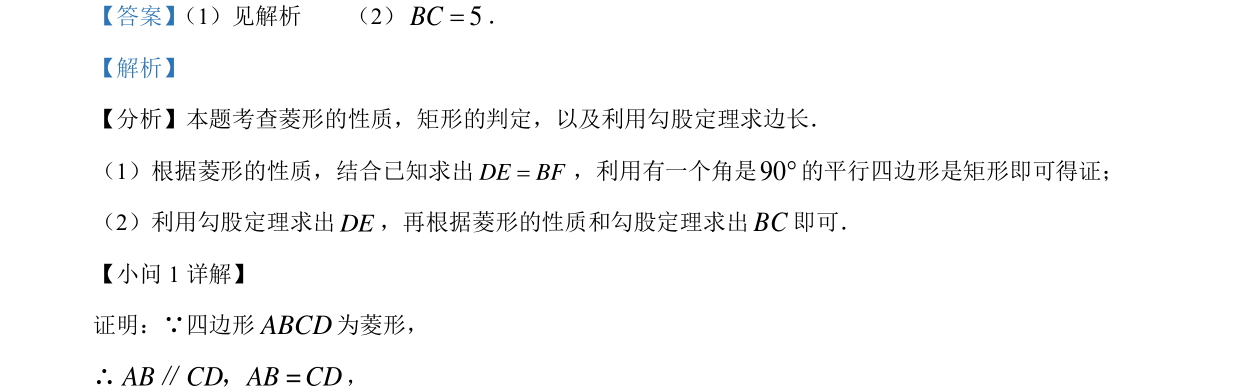 【答案】（1）见解析 （2）BC = 5．
【解析】
【分析】本题考查菱形的性质，矩形的判定，以及利用勾股定理求边长．
（1）根据菱形的性质，结合已知求出 DE = BF ，利用有一个角是90°的平行四边形是矩形即可得证；
（2）利用勾股定理求出 DE ，再根据菱形的性质和勾股定理求出 BC 即可．
【小问 1 详解】
证明：∵四边形 ABCD 为菱形，
∴ AB∥CD，AB = CD，